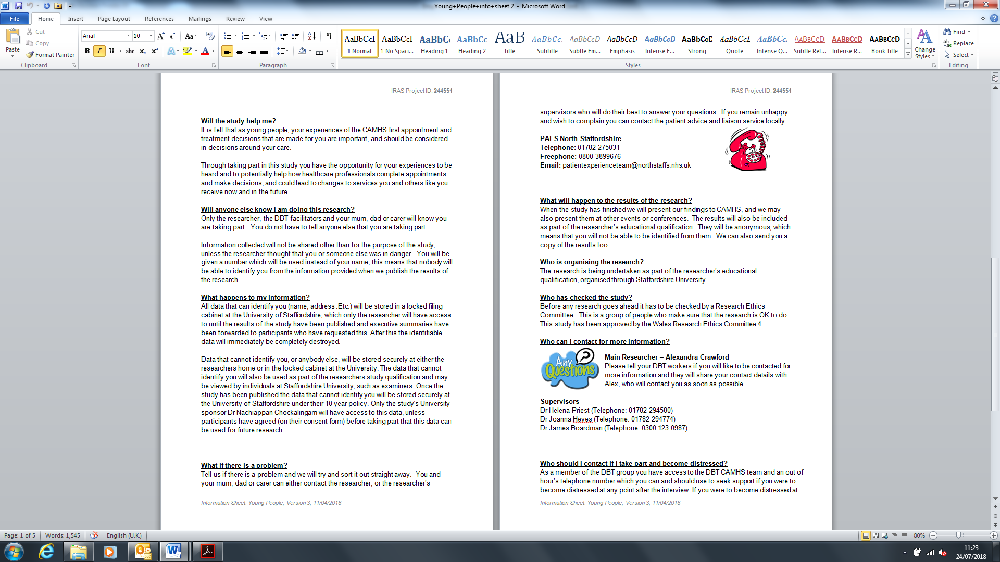 Young+People+info+sheet 2 - Microsoft Word
File Home Insert Page Layout References Mailings Review View
Paste
Cut
Copy
Format Painter
Clipboard
Arial 10
Font
Paragraph
AaBbCcI AaBbCcI AaBbCc AaBbCc AaB AaBbCc. AaBbCcD AaBbCcD AaBbCcD AaBbCcD AaBbCcI AaBbCc. AABBCCD AABBCCD AABBCCD
¶ Normal ¶ No Spaci... Heading 1 Heading 2 Title Subtitle Subtle Em... Emphasis Intense E... Strong Quote Intense Q... Subtle Ref... Intense R... Book Title
Change
Styles
Styles
Find
Replace
Select
Editing
IRAS Project ID: 244551
Will the study help me?
It is felt that as young people, your experiences of the CAMHS first appointment and
treatment decisions that are made for you are important, and should be considered
in decisions around your care.
Through taking part in this study you have the opportunity for your experiences to be
heard and to potentially help how healthcare professionals complete appointments
and make decisions, and could lead to changes to services you and others like you
receive now and in the future.
Will anyone else know I am doing this research?
Only the researcher, the DBT facilitators and your mum, dad or carer will know you
are taking part. You do not have to tell anyone else that you are taking part.
Information collected will not be shared other than for the purpose of the study,
unless the researcher thought that you or someone else was in danger. You will be
given a number which will be used instead of your name, this means that nobody will
be able to identify you from the information provided when we publish the results of
the research.
What happens to my information?
All data that can identify you (name, address .Etc.) will be stored in a locked filing
cabinet at the University of Staffordshire, which only the researcher will have access
to until the results of the study have been published and executive summaries have
been forwarded to participants who have requested this. After this the identifiable
data will immediately be completely destroyed.
Data that cannot identify you, or anybody else, will be stored securely at either the
researchers home or in the locked cabinet at the University. The data that cannot
identify you will also be used as part of the researchers study qualification and may
be viewed by individuals at Staffordshire University, such as examiners. Once the
study has been published the data that cannot identify you will be stored securely at
the University of Staffordshire under their 10 year policy. Only the study's University
sponsor Dr Nachiappan Chockalingam will have access to this data, unless
participants have agreed (on their consent form) before taking part that this data can
be used for future research.
What if there is a problem?
Tell us if there is a problem and we will try and sort it out straight away. You and
your mum, dad or carer can either contact the researcher, or the researcher's
Information Sheet: Young People, Version 3, 11/04/2018
IRAS Project ID: 244551
supervisors who will do their best to answer your questions. If you remain unhappy
and wish to complain you can contact the patient advice and liaison service locally.
PALS North Staffordshire
Telephone: 01782 275031
Freephone: 0800 3899676
Email: patientexperienceteam@northstaffs.nhs.uk
What will happen to the results of the research?
When the study has finished we will present our findings to CAMHS, and we may
also present them at other events or conferences. The results will also be included
as part of the researcher's educational qualification. They will be anonymous, which
means that you will not be able to be identified from them. We can also send you a
copy of the results too.
Who is organising the research?
The research is being undertaken as part of the researcher's educational
qualification, organised through Staffordshire University.
Who has checked the study?
Before any research goes ahead it has to be checked by a Research Ethics
Committee. This is a group of people who make sure that the research is OK to do.
This study has been approved by the Wales Research Ethics Committee 4.
Who can I contact for more information?
Any
Questions
?
Main Researcher – Alexandra Crawford
Please tell your DBT workers if you will like to be contacted for
more information and they will share your contact details with
Alex, who will contact you as soon as possible.
Supervisors
Dr Helena Priest (Telephone: 01782 294580)
Dr Joanna Heyes (Telephone: 01782 294774)
Dr James Boardman (Telephone: 0300 123 0987)
Who should I contact if I take part and become distressed?
As a member of the DBT group you have access to the DBT CAMHS team and an out of
hour's telephone number which you can and should use to seek support if you were to
become distressed at any point after the interview. If you were to become distressed at
Information Sheet: Young People, Version 3, 11/04/2018
Page: 1 of 5 Words: 1,545 English (U.K.) 80%
11:23
24/07/2018